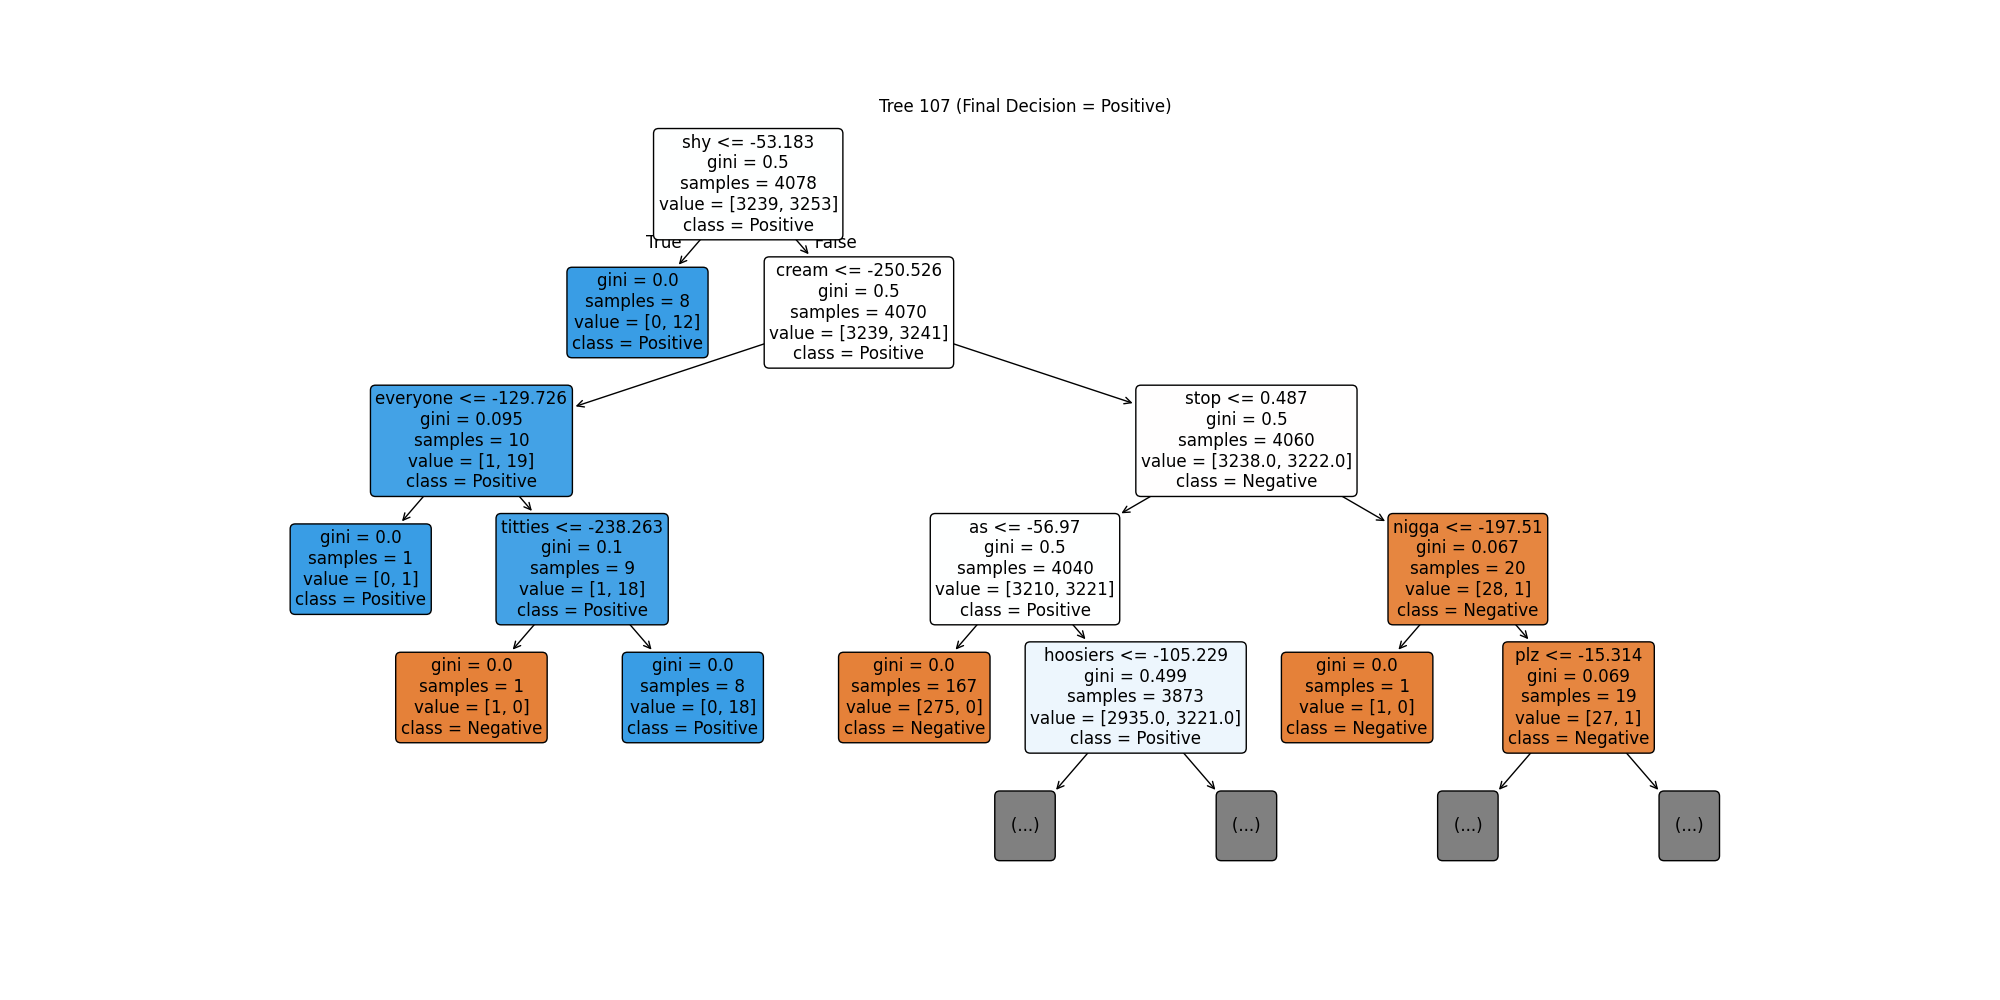 Tree 107 (Final Decision = Positive)
shy <= -53.183
gini = 0.5
samples = 4078
value = [3239, 3253]
class = Positive
True
False
gini = 0.0
samples = 8
value = [0, 12]
class = Positive
cream <= -250.526
gini = 0.5
samples = 4070
value = [3239, 3241]
class = Positive
everyone <= -129.726
gini = 0.095
samples = 10
value = [1, 19]
class = Positive
stop <= 0.487
gini = 0.5
samples = 4060
value = [3238.0, 3222.0]
class = Negative
gini = 0.0
samples = 1
value = [0, 1]
class = Positive
titties <= -238.263
gini = 0.1
samples = 9
value = [1, 18]
class = Positive
as <= -56.97
gini = 0.5
samples = 4040
value = [3210, 3221]
class = Positive
nigga <= -197.51
gini = 0.067
samples = 20
value = [28, 1]
class = Negative
gini = 0.0
samples = 1
value = [1, 0]
class = Negative
gini = 0.0
samples = 8
value = [0, 18]
class = Positive
gini = 0.0
samples = 167
value = [275, 0]
class = Negative
hoosiers <= -105.229
gini = 0.499
samples = 3873
value = [2935.0, 3221.0]
class = Positive
gini = 0.0
samples = 1
value = [1, 0]
class = Negative
plz <= -15.314
gini = 0.069
samples = 19
value = [27, 1]
class = Negative
(...)
(...)
(...)
(...)